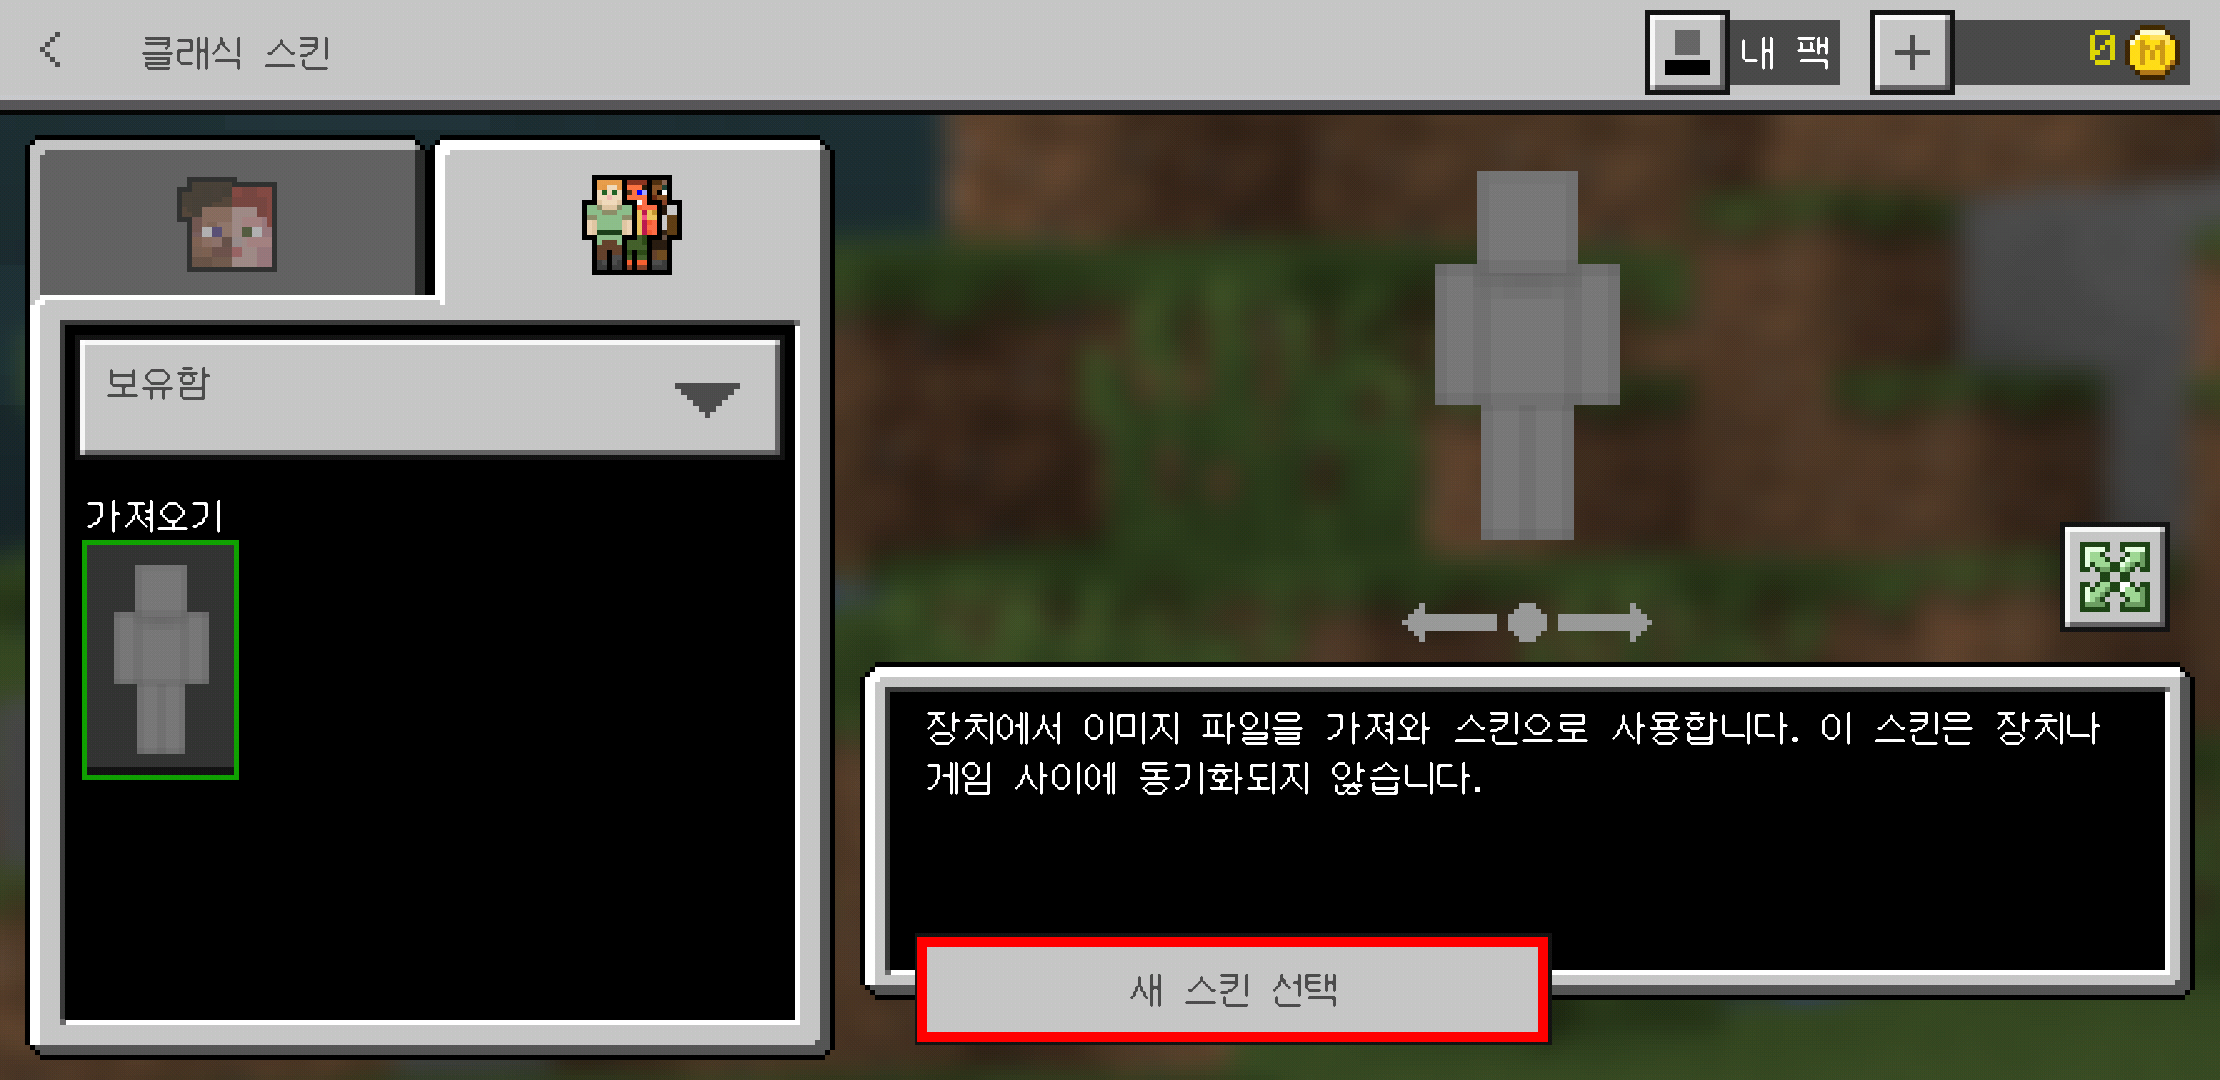 클래식 스킨
내 팩
0
보유함
가져오기
장치에서 이미지 파일을 가져와 스킨으로 사용합니다. 이 스킨은 장치나
게임 사이에 동기화되지 않습니다.
새 스킨 선택